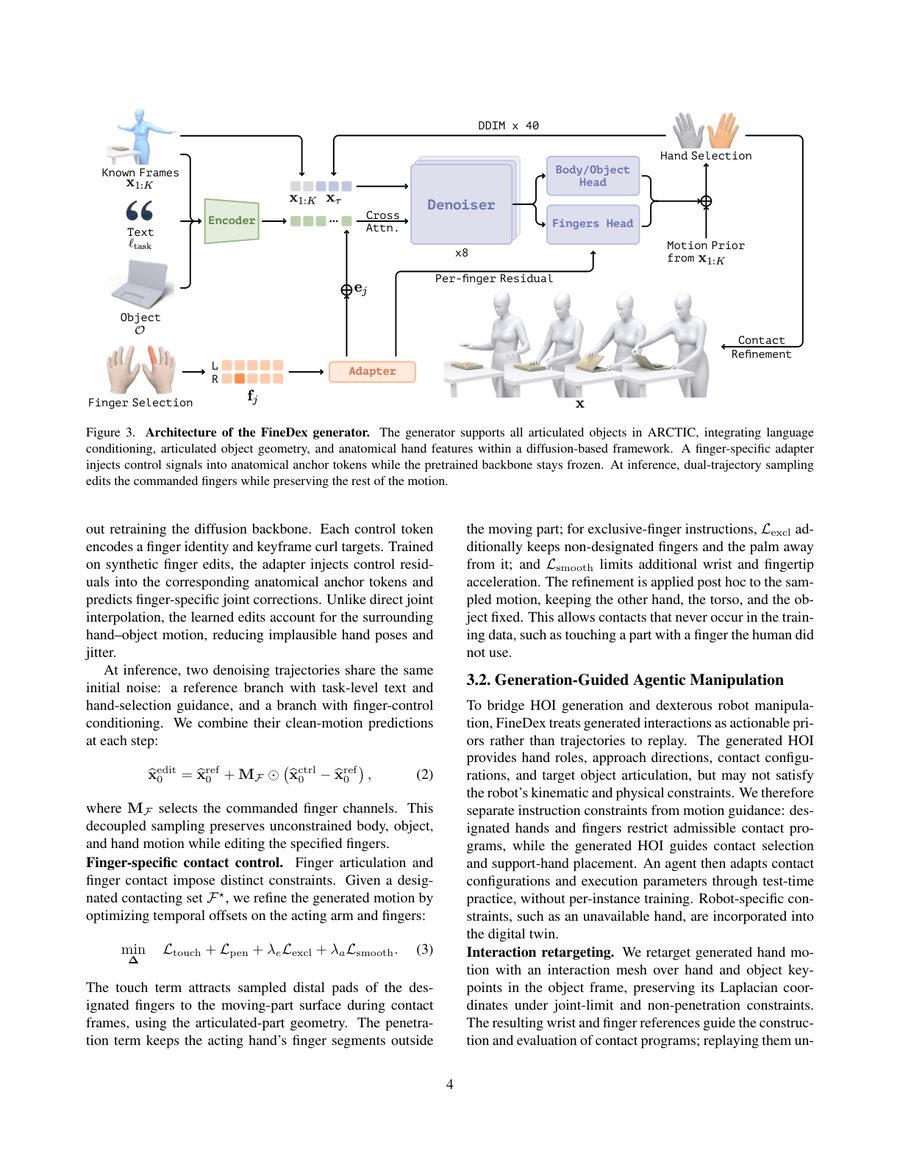 DDIM x 40
Hand Selection
Known Frames
x₁:K
Text
ℓtask
Object
𝒪
Finger Selection
Encoder
x₁:K xτ
Cross
Attn.
Denoiser
x8
Body/Object
Head
Fingers Head
Motion Prior
from x₁:K
Per-finger Residual
⊕ eⱼ
L
R
fⱼ
Adapter
Contact
Refinement
x
Figure 3. Architecture of the FineDex generator. The generator supports all articulated objects in ARCTIC, integrating language
conditioning, articulated object geometry, and anatomical hand features within a diffusion-based framework. A finger-specific adapter
injects control signals into anatomical anchor tokens while the pretrained backbone stays frozen. At inference, dual-trajectory sampling
edits the commanded fingers while preserving the rest of the motion.
out retraining the diffusion backbone. Each control token
encodes a finger identity and keyframe curl targets. Trained
on synthetic finger edits, the adapter injects control resid-
uals into the corresponding anatomical anchor tokens and
predicts finger-specific joint corrections. Unlike direct joint
interpolation, the learned edits account for the surrounding
hand–object motion, reducing implausible hand poses and
jitter.
At inference, two denoising trajectories share the same
initial noise: a reference branch with task-level text and
hand-selection guidance, and a branch with finger-control
conditioning. We combine their clean-motion predictions
at each step:
x̂₀^edit = x̂₀^ref + M_ℱ ⊙ (x̂₀^ctrl − x̂₀^ref) , (2)
where M_ℱ selects the commanded finger channels. This
decoupled sampling preserves unconstrained body, object,
and hand motion while editing the specified fingers.
Finger-specific contact control. Finger articulation and
finger contact impose distinct constraints. Given a desig-
nated contacting set ℱ⋆, we refine the generated motion by
optimizing temporal offsets on the acting arm and fingers:
min_Δ ℒtouch + ℒpen + λₑℒexcl + λₐℒsmooth. (3)
The touch term attracts sampled distal pads of the des-
ignated fingers to the moving-part surface during contact
frames, using the articulated-part geometry. The penetra-
tion term keeps the acting hand's finger segments outside
the moving part; for exclusive-finger instructions, ℒexcl ad-
ditionally keeps non-designated fingers and the palm away
from it; and ℒsmooth limits additional wrist and fingertip
acceleration. The refinement is applied post hoc to the sam-
pled motion, keeping the other hand, the torso, and the ob-
ject fixed. This allows contacts that never occur in the train-
ing data, such as touching a part with a finger the human did
not use.
3.2. Generation-Guided Agentic Manipulation
To bridge HOI generation and dexterous robot manipula-
tion, FineDex treats generated interactions as actionable pri-
ors rather than trajectories to replay. The generated HOI
provides hand roles, approach directions, contact configu-
rations, and target object articulation, but may not satisfy
the robot's kinematic and physical constraints. We therefore
separate instruction constraints from motion guidance: des-
ignated hands and fingers restrict admissible contact pro-
grams, while the generated HOI guides contact selection
and support-hand placement. An agent then adapts contact
configurations and execution parameters through test-time
practice, without per-instance training. Robot-specific con-
straints, such as an unavailable hand, are incorporated into
the digital twin.
Interaction retargeting. We retarget generated hand mo-
tion with an interaction mesh over hand and object key-
points in the object frame, preserving its Laplacian coor-
dinates under joint-limit and non-penetration constraints.
The resulting wrist and finger references guide the construc-
tion and evaluation of contact programs; replaying them un-
4